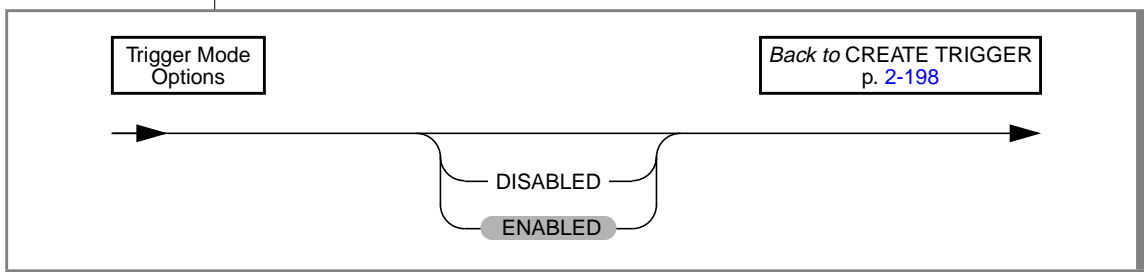 Trigger Mode
Options
Back to CREATE TRIGGER
p. 2-198
DISABLED
ENABLED